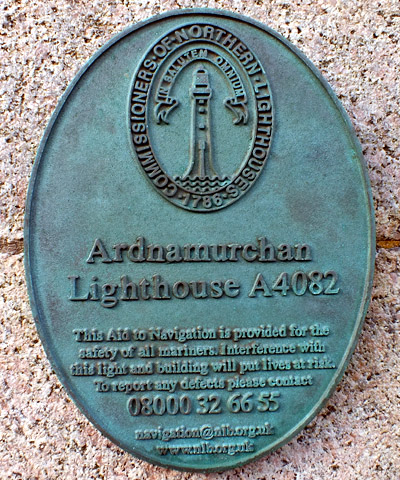 COMMISSIONERS·OF·NORTHERN·LIGHTHOUSES
IN SALUTEM OMNIUM
·1786·
Ardnamurchan
Lighthouse A4082
This Aid to Navigation is provided for the
safety of all mariners. Interference with
this light and building will put lives at risk.
To report any defects please contact
08000 32 66 55
navigation@nlb.org.uk
www.nlb.org.uk